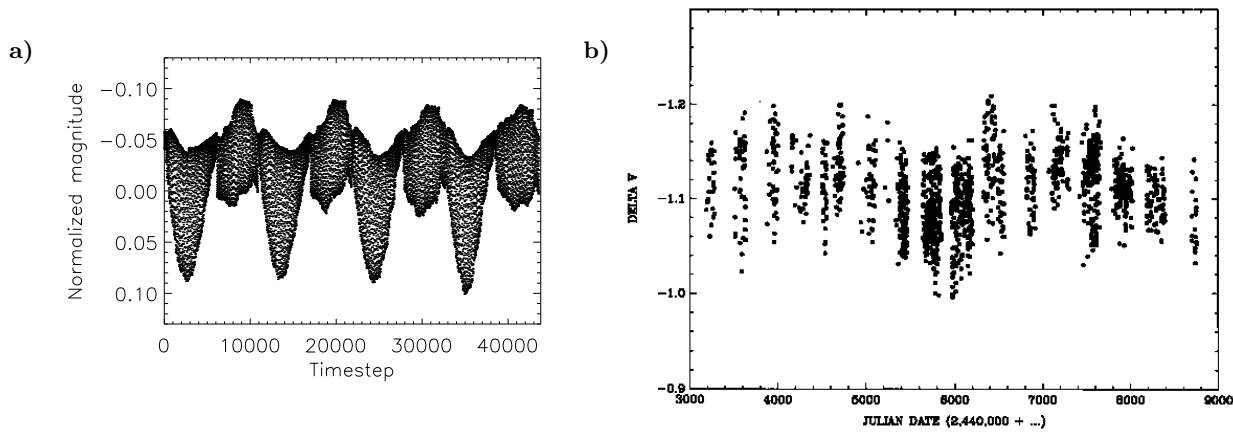 a)
Normalized magnitude
−0.10
−0.05
0.00
0.05
0.10
0 10000 20000 30000 40000
Timestep
b)
DELTA V
−1.2
−1.1
−1.0
−0.9
3000 4000 5000 6000 7000 8000 9000
JULIAN DATE (2,440,000 + ...)